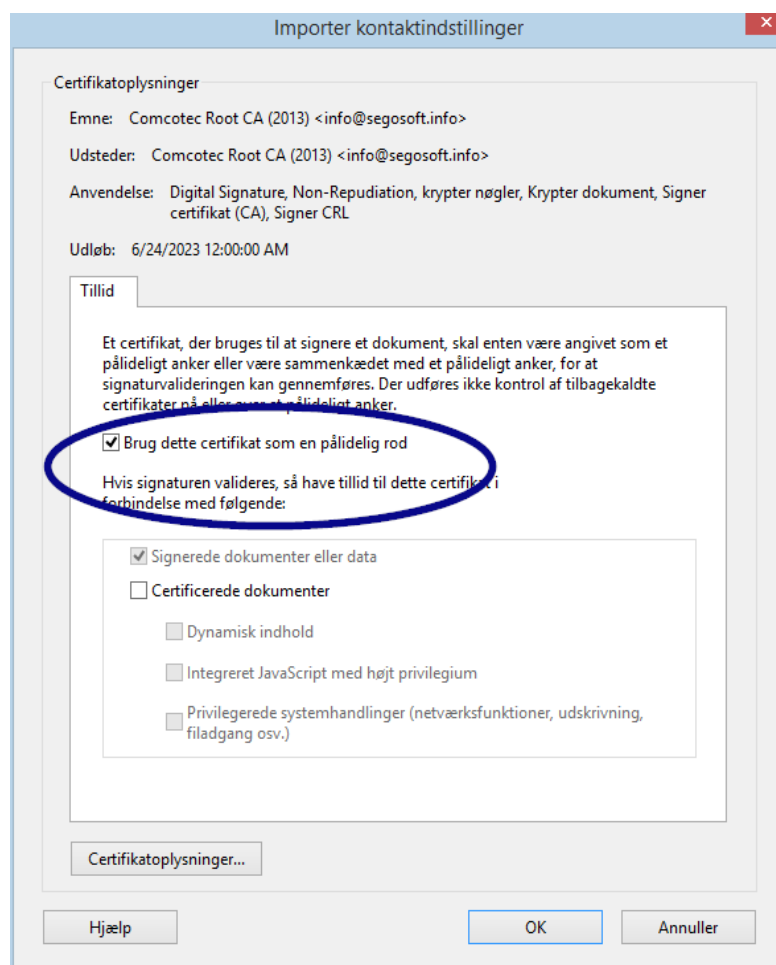 Importer kontaktindstillinger
Certifikatoplysninger
Emne: Comcotec Root CA (2013) <info@segosoft.info>
Udsteder: Comcotec Root CA (2013) <info@segosoft.info>
Anvendelse: Digital Signature, Non-Repudiation, krypter nøgler, Krypter dokument, Signer
certifikat (CA), Signer CRL
Udløb: 6/24/2023 12:00:00 AM
Tillid
Et certifikat, der bruges til at signere et dokument, skal enten være angivet som et
pålideligt anker eller være sammenkædet med et pålideligt anker, for at
signaturvalideringen kan gennemføres. Der udføres ikke kontrol af tilbagekaldte
certifikater på eller over et pålideligt anker.
Brug dette certifikat som en pålidelig rod
Hvis signaturen valideres, så have tillid til dette certifikat i
forbindelse med følgende:
Signerede dokumenter eller data
Certificerede dokumenter
Dynamisk indhold
Integreret JavaScript med højt privilegium
Privilegerede systemhandlinger (netværksfunktioner, udskrivning,
filadgang osv.)
Certifikatoplysninger...
Hjælp
OK
Annuller